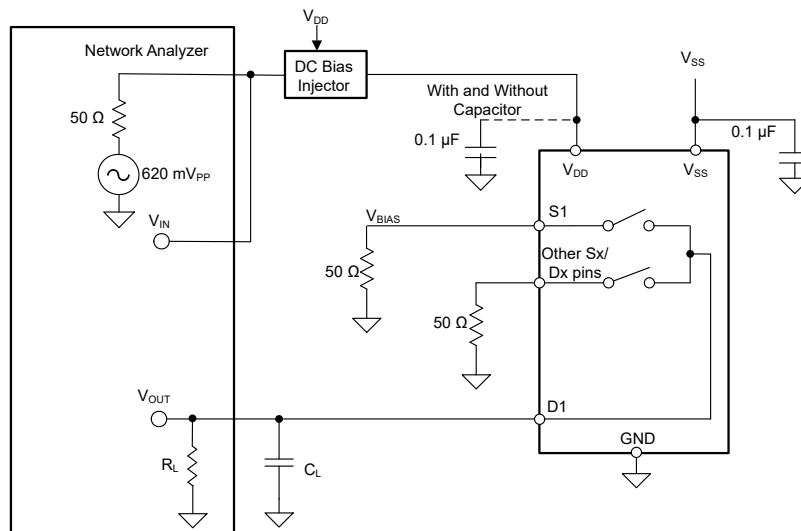 V_DD
Network Analyzer
DC Bias
Injector
V_SS
With and Without
Capacitor
50 Ω
0.1 µF
0.1 µF
620 mV_PP
V_DD
V_SS
V_IN
V_BIAS
S1
50 Ω
Other Sx/
Dx pins
50 Ω
V_OUT
D1
GND
R_L
C_L